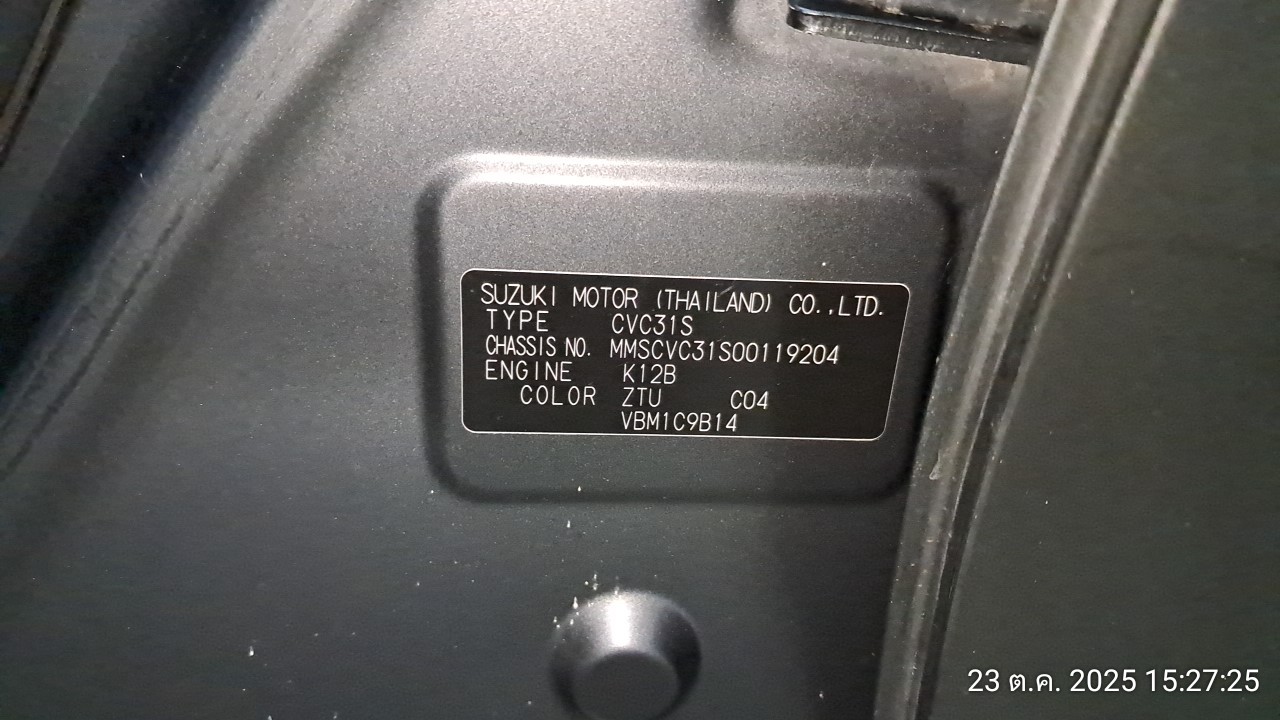 SUZUKI MOTOR (THAILAND) CO.,LTD.
TYPE CVC31S
CHASSIS NO. MMSCVC31S00119204
ENGINE K12B
COLOR ZTU C04
VBM1C9B14
23 ต.ค. 2025 15:27:25